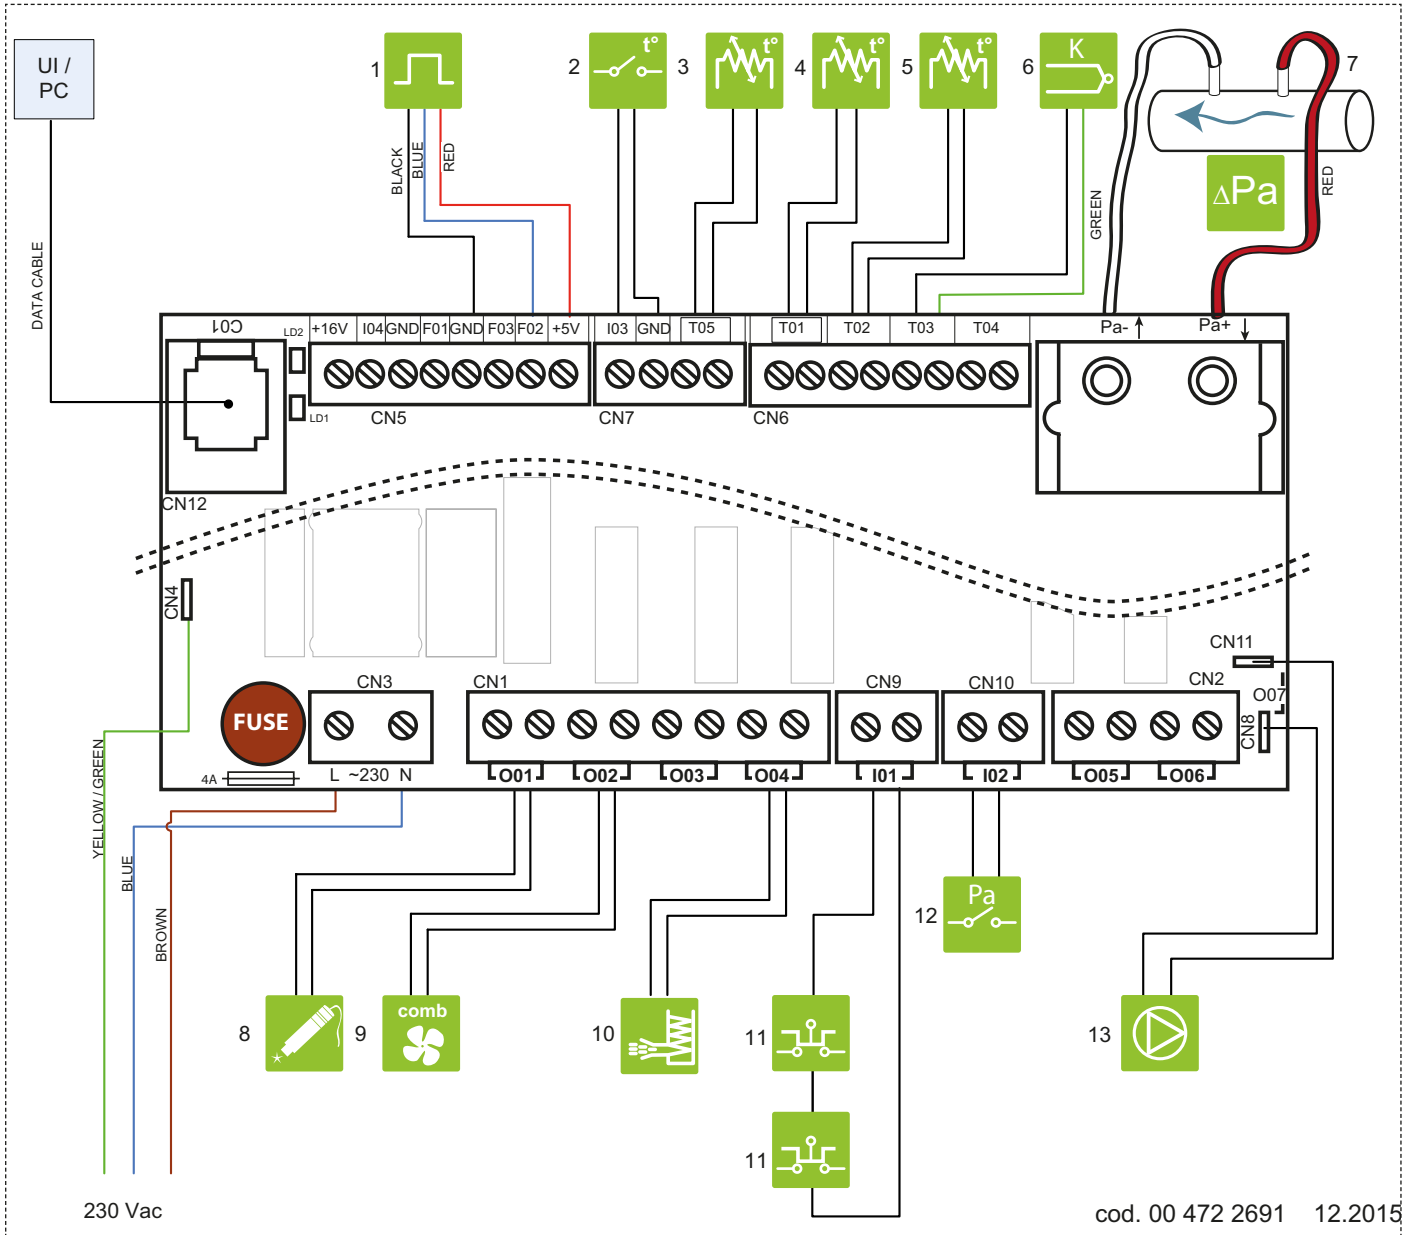 UI /
PC
1
2
t°
3
t°
4
t°
5
t°
6
K
7
BLACK
BLUE
RED
DATA CABLE
GREEN
RED
ΔPa
C01
LD2
+16V I04 GND F01 GND F03 F02 +5V
I03 GND T05
T01 T02 T03 T04
Pa-
Pa+
LD1
CN5
CN7
CN6
CN12
CN4
CN11
FUSE
CN3
CN1
CN9
CN10
CN2
O07
CN8
4A
L ~230 N
O01
O02
O03
O04
I01
I02
O05
O06
YELLOW / GREEN
BLUE
BROWN
8
9
comb
10
11
11
12
Pa
13
230 Vac
cod. 00 472 2691 12.2015